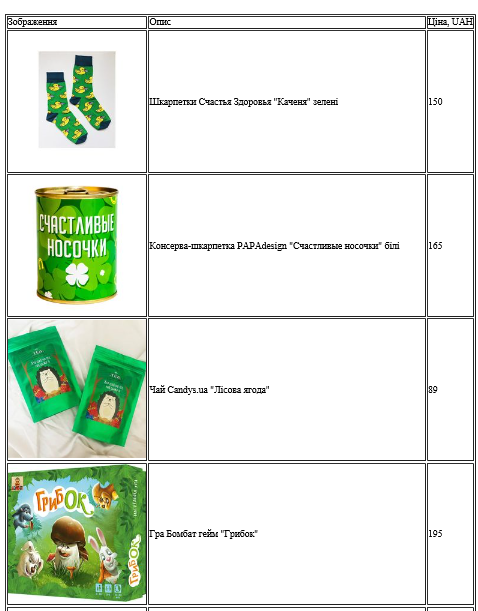 Зображення Опис Ціна, UAH
Шкарпетки Счастья Здоровья "Каченя" зелені 150
СЧАСТЛИВЫЕ
НОСОЧКИ
Консерва-шкарпетка PAPAdesign "Счастливые носочки" білі 165
Чай Candys.ua "Лісова ягода" 89
ГРИБОК
Гра Бомбат гейм "Грибок" 195
ГРИБОК